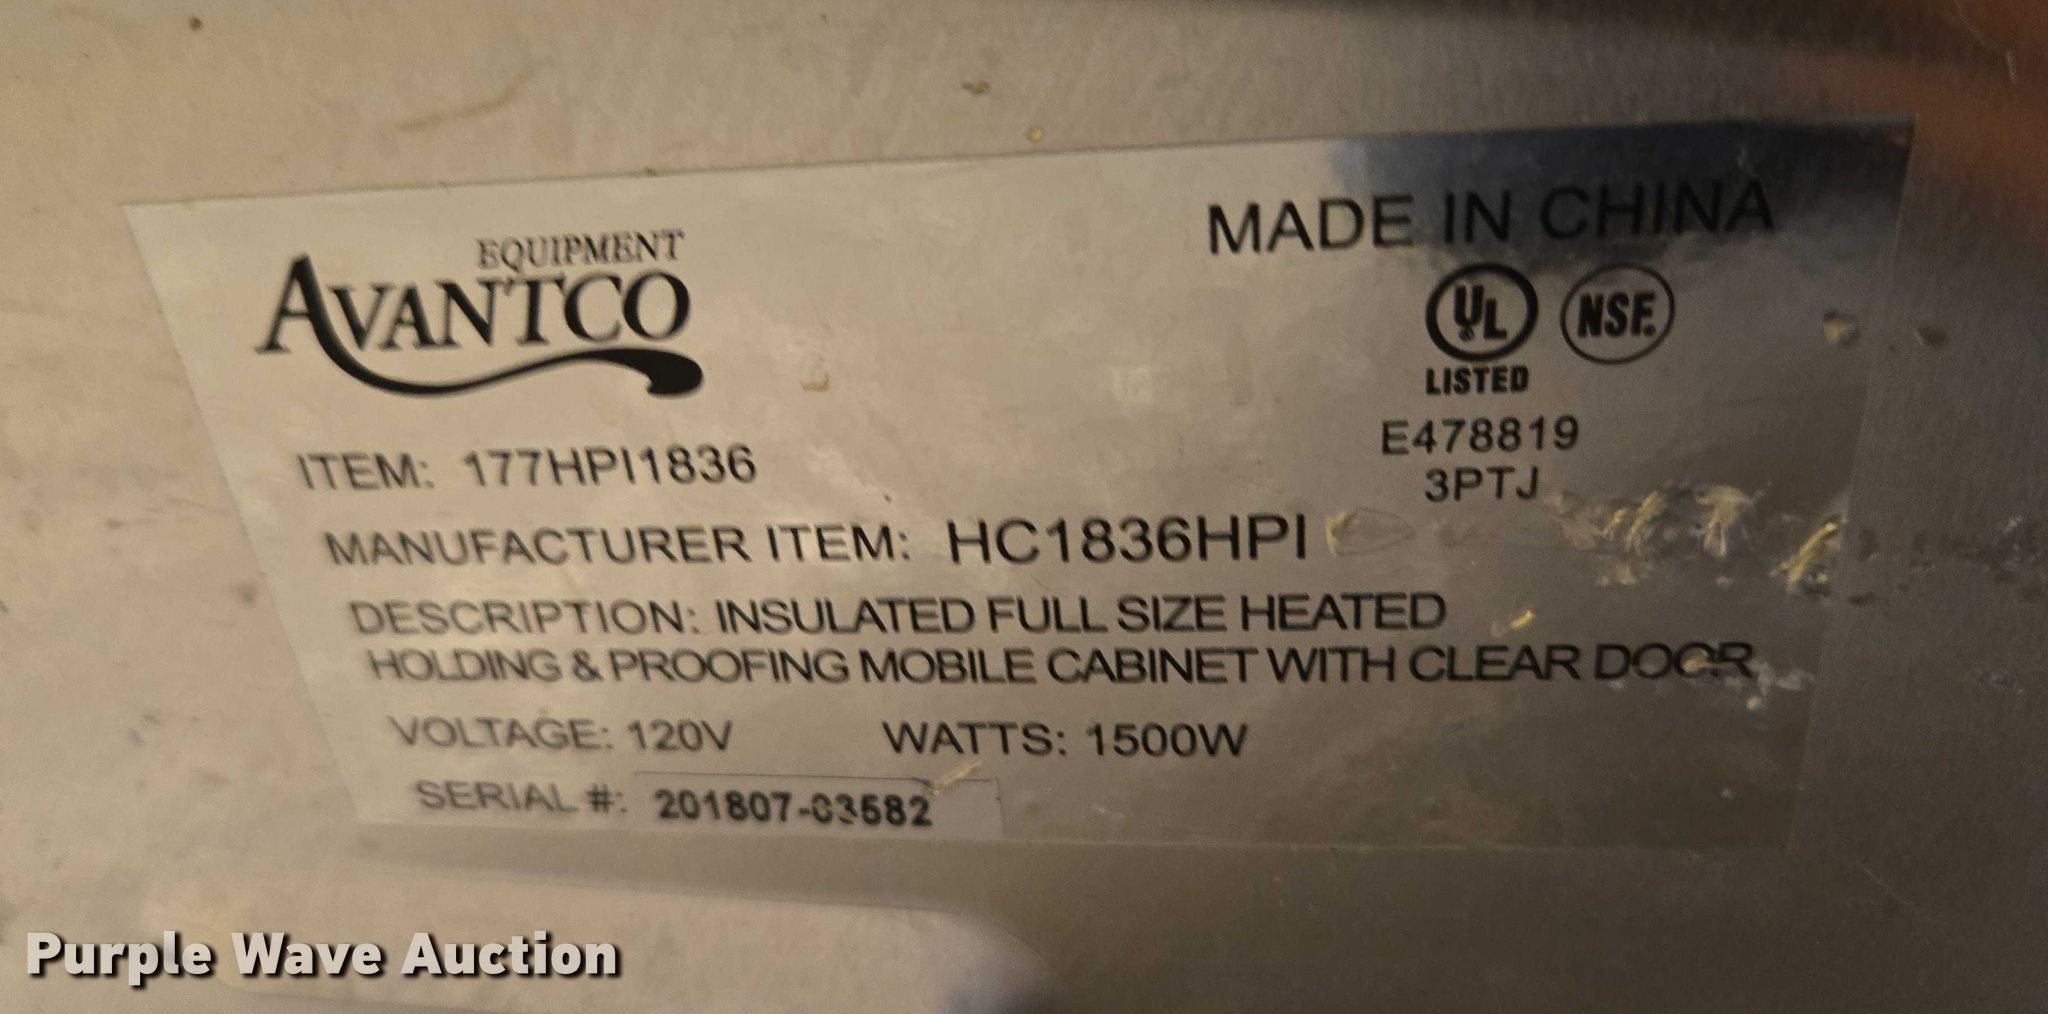 EQUIPMENT
AVANTCO
MADE IN CHINA
UL
LISTED
NSF.
E478819
3PTJ
ITEM: 177HPI1836
MANUFACTURER ITEM: HC1836HPI
DESCRIPTION: INSULATED FULL SIZE HEATED
HOLDING & PROOFING MOBILE CABINET WITH CLEAR DOOR
VOLTAGE: 120V WATTS: 1500W
SERIAL #: 201807-03582
Purple Wave Auction